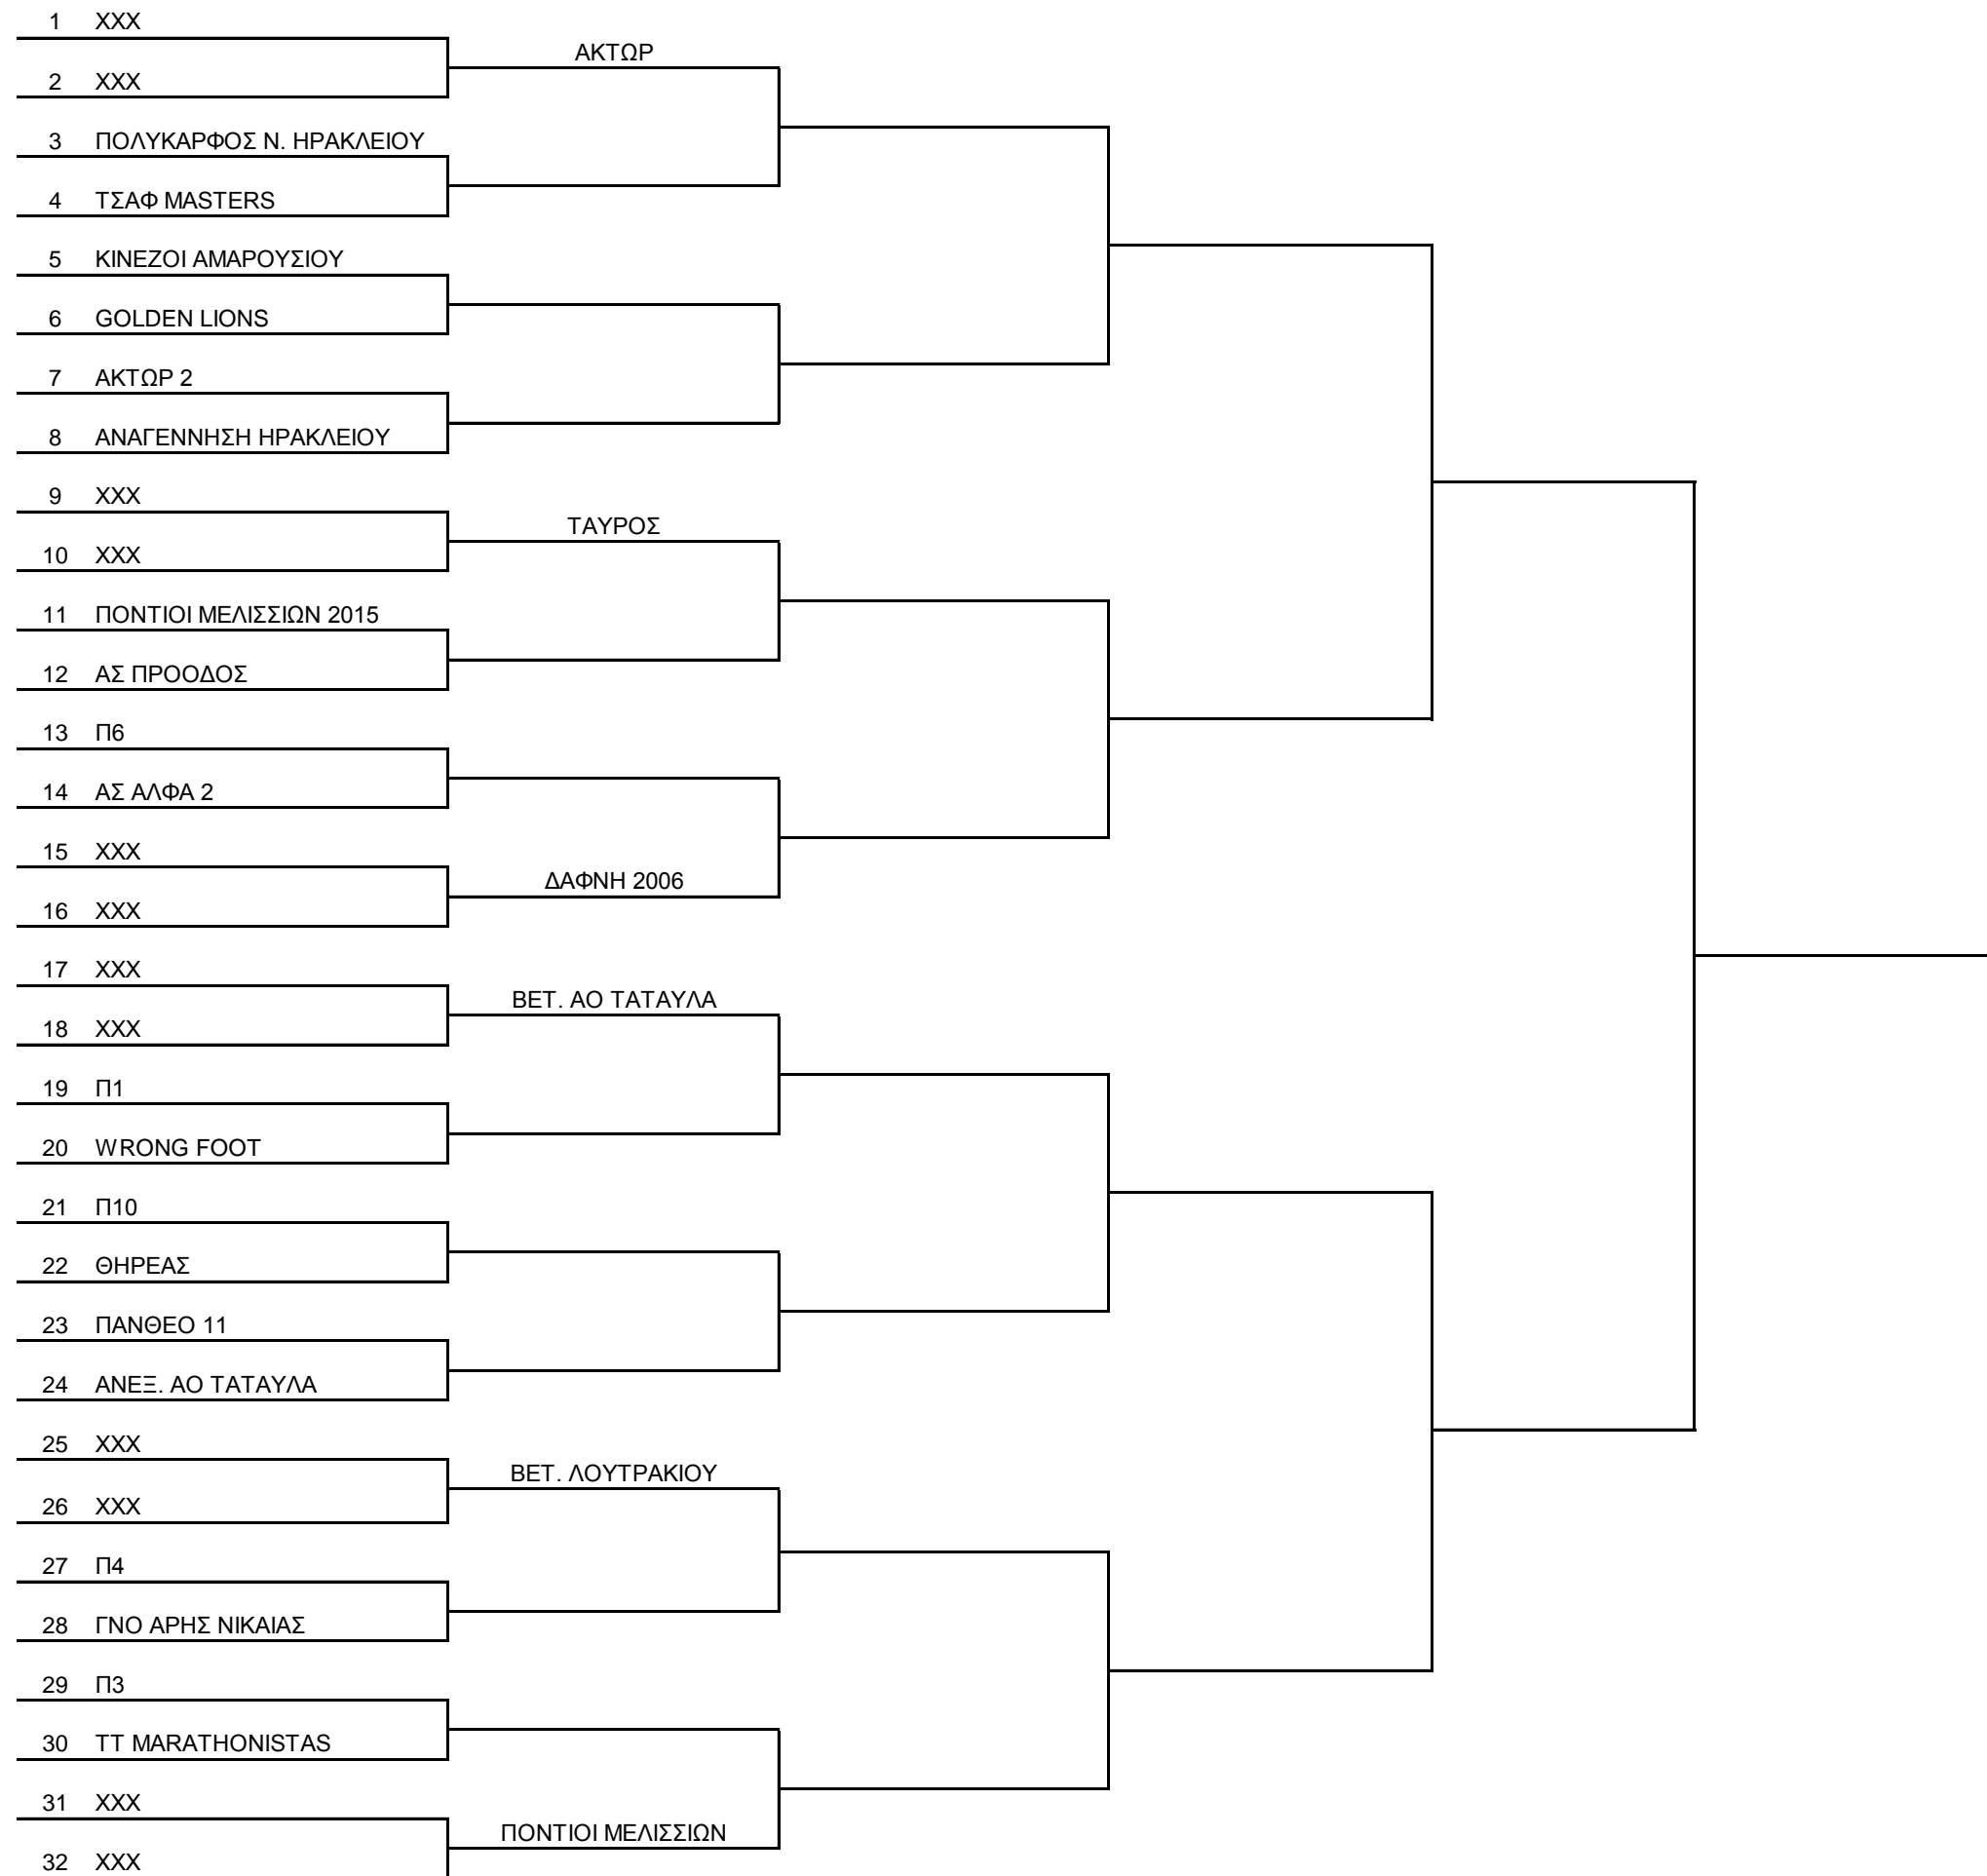 1 XXX
ΑΚΤΩΡ
2 XXX
3 ΠΟΛΥΚΑΡΦΟΣ Ν. ΗΡΑΚΛΕΙΟΥ
4 ΤΣΑΦ MASTERS
5 ΚΙΝΕΖΟΙ ΑΜΑΡΟΥΣΙΟΥ
6 GOLDEN LIONS
7 ΑΚΤΩΡ 2
8 ΑΝΑΓΕΝΝΗΣΗ ΗΡΑΚΛΕΙΟΥ
9 XXX
ΤΑΥΡΟΣ
10 XXX
11 ΠΟΝΤΙΟΙ ΜΕΛΙΣΣΙΩΝ 2015
12 ΑΣ ΠΡΟΟΔΟΣ
13 Π6
14 ΑΣ ΑΛΦΑ 2
15 XXX
ΔΑΦΝΗ 2006
16 XXX
17 XXX
ΒΕΤ. ΑΟ ΤΑΤΑΥΛΑ
18 XXX
19 Π1
20 WRONG FOOT
21 Π10
22 ΘΗΡΕΑΣ
23 ΠΑΝΘΕΟ 11
24 ΑΝΕΞ. ΑΟ ΤΑΤΑΥΛΑ
25 XXX
ΒΕΤ. ΛΟΥΤΡΑΚΙΟΥ
26 XXX
27 Π4
28 ΓΝΟ ΑΡΗΣ ΝΙΚΑΙΑΣ
29 Π3
30 TT MARATHONISTAS
31 XXX
ΠΟΝΤΙΟΙ ΜΕΛΙΣΣΙΩΝ
32 XXX